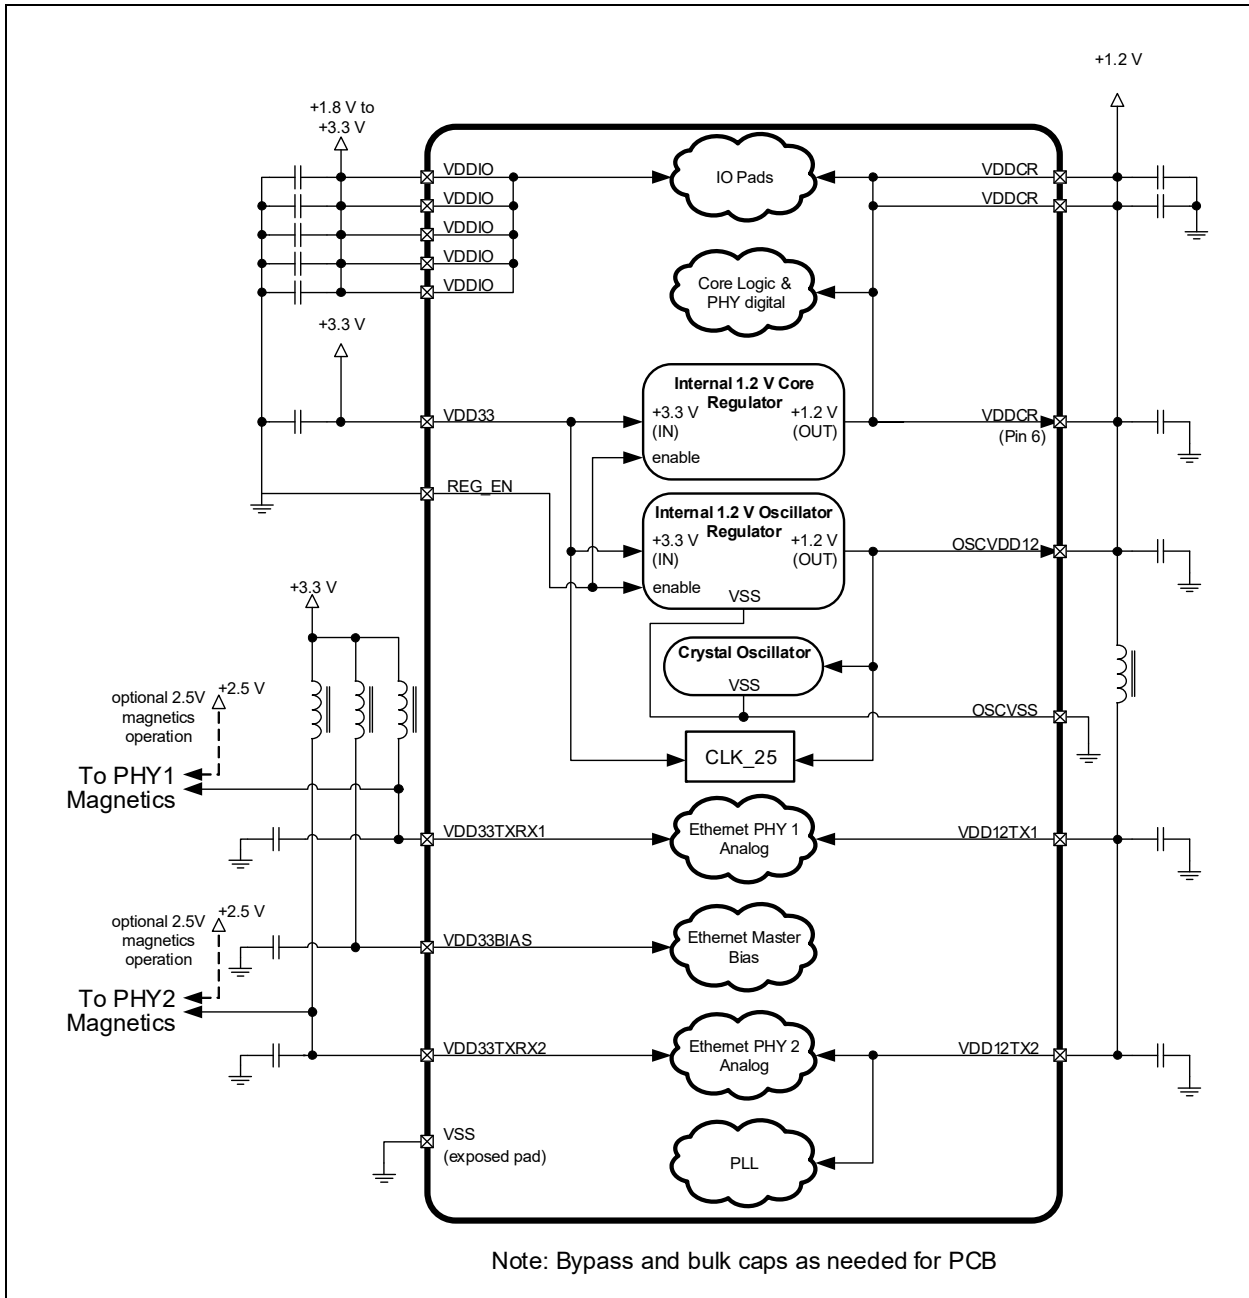 +1.2 V
+1.8 V to
+3.3 V
VDDIO
VDDIO
VDDIO
VDDIO
VDDIO
IO Pads
VDDCR
VDDCR
Core Logic &
PHY digital
+3.3 V
VDD33
Internal 1.2 V Core
Regulator
+3.3 V
(IN)
+1.2 V
(OUT)
enable
VDDCR
(Pin 6)
REG_EN
Internal 1.2 V Oscillator
Regulator
+3.3 V
(IN)
+1.2 V
(OUT)
enable
VSS
OSCVDD12
+3.3 V
Crystal Oscillator
VSS
OSCVSS
optional 2.5V
magnetics
operation
+2.5 V
To PHY1
Magnetics
CLK_25
VDD33TXRX1
Ethernet PHY 1
Analog
VDD12TX1
optional 2.5V
magnetics
operation
+2.5 V
To PHY2
Magnetics
VDD33BIAS
Ethernet Master
Bias
VDD33TXRX2
Ethernet PHY 2
Analog
VDD12TX2
VSS
(exposed pad)
PLL
Note: Bypass and bulk caps as needed for PCB